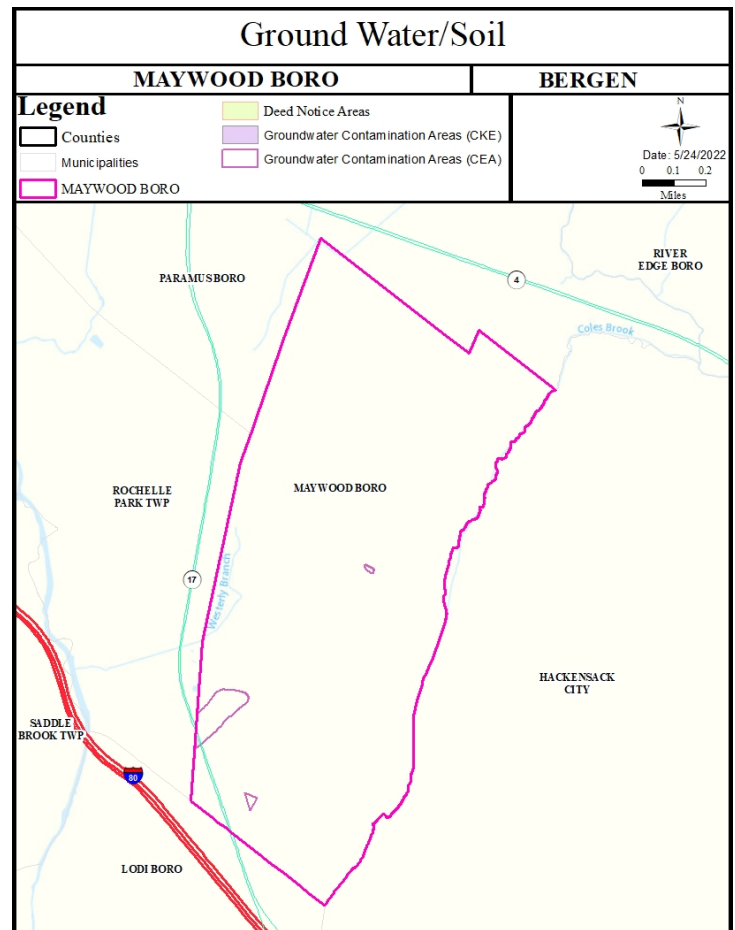 Ground Water/Soil
MAYWOOD BORO
BERGEN
Legend
Counties
Municipalities
MAYWOOD BORO
Deed Notice Areas
Groundwater Contamination Areas (CKE)
Groundwater Contamination Areas (CEA)
N
Date: 5/24/2022
0 0.1 0.2
Miles
PARAMUS BORO
RIVER
EDGE BORO
4
Coles Brook
ROCHELLE
PARK TWP
MAYWOOD BORO
17
Westerly Branch
HACKENSACK
CITY
SADDLE
BROOK TWP
80
LODI BORO